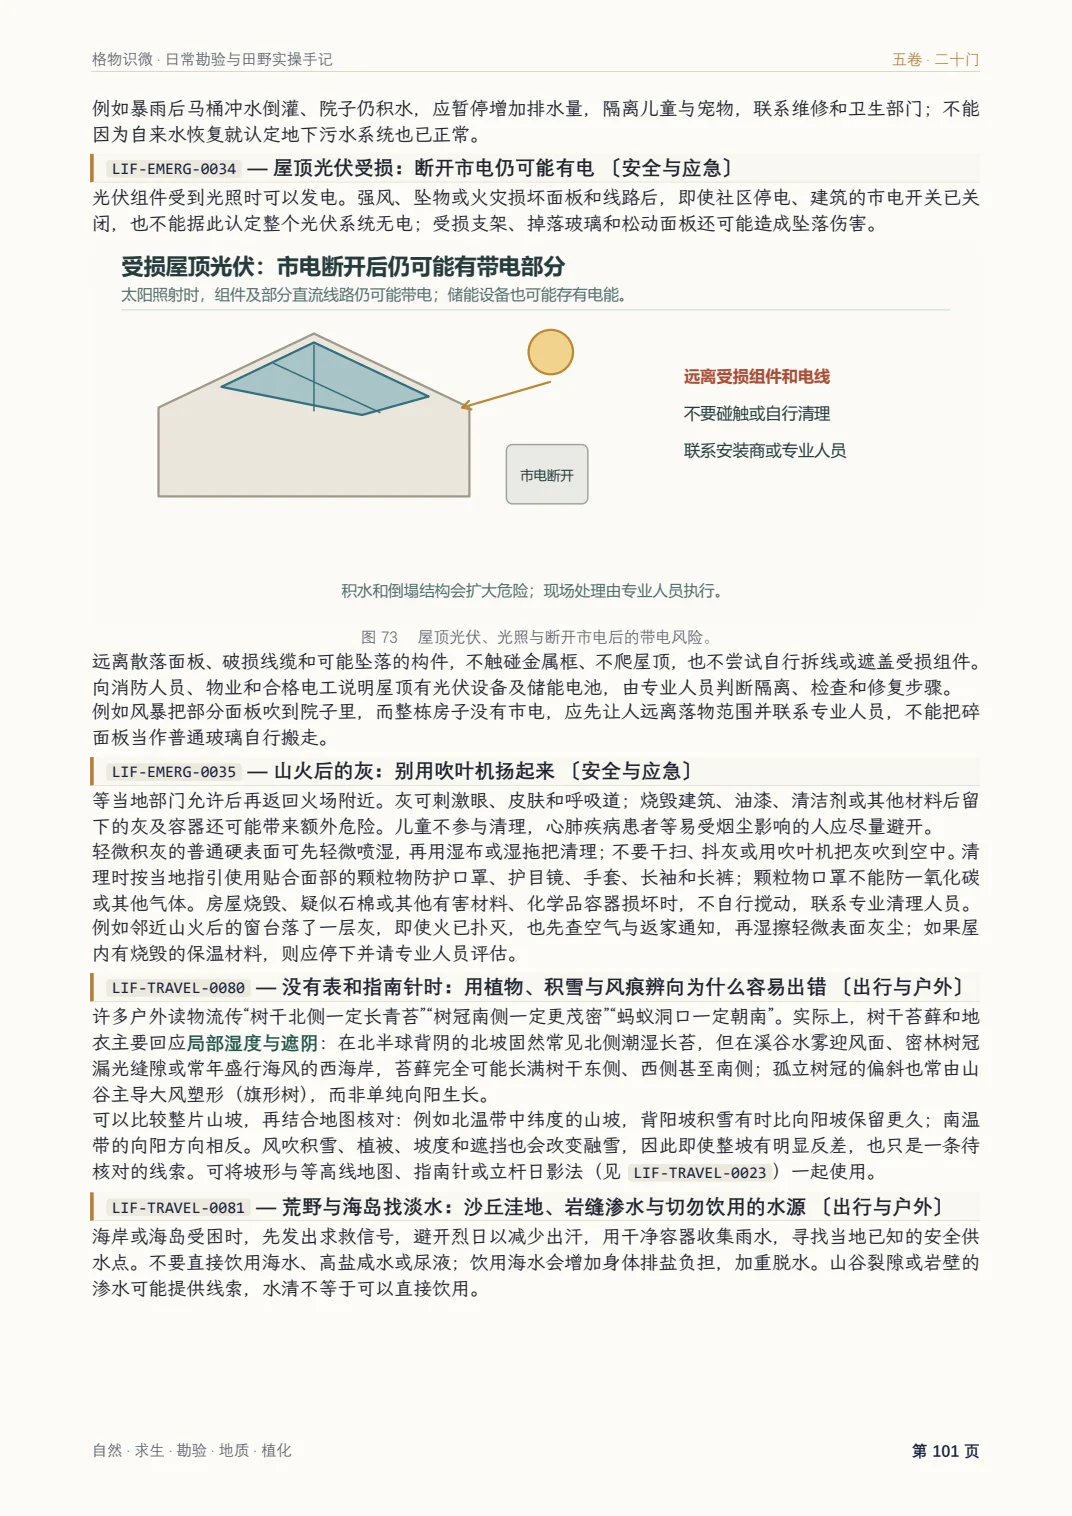 格物识微 · 日常勘验与田野实操手记
五卷 · 二十门
例如暴雨后马桶冲水倒灌、院子仍积水，应暂停增加排水量，隔离儿童与宠物，联系维修和卫生部门；不能
因为自来水恢复就认定地下污水系统也已正常。
LIF-EMERG-0034 — 屋顶光伏受损：断开市电仍可能有电 〔安全与应急〕
光伏组件受到光照时可以发电。强风、坠物或火灾损坏面板和线路后，即使社区停电、建筑的市电开关已关
闭，也不能据此认定整个光伏系统无电；受损支架、掉落玻璃和松动面板还可能造成坠落伤害。
受损屋顶光伏：市电断开后仍可能有带电部分
太阳照射时，组件及部分直流线路仍可能带电；储能设备也可能存有电能。
远离受损组件和电线
不要碰触或自行清理
联系安装商或专业人员
市电断开
积水和倒塌结构会扩大危险；现场处理由专业人员执行。
图 73 屋顶光伏、光照与断开市电后的带电风险。
远离散落面板、破损线缆和可能坠落的构件，不触碰金属框、不爬屋顶，也不尝试自行拆线或遮盖受损组件。
向消防人员、物业和合格电工说明屋顶有光伏设备及储能电池，由专业人员判断隔离、检查和修复步骤。
例如风暴把部分面板吹到院子里，而整栋房子没有市电，应先让人远离落物范围并联系专业人员，不能把碎
面板当作普通玻璃自行搬走。
LIF-EMERG-0035 — 山火后的灰：别用吹叶机扬起来 〔安全与应急〕
等当地部门允许后再返回火场附近。灰可刺激眼、皮肤和呼吸道；烧毁建筑、油漆、清洁剂或其他材料后留
下的灰及容器还可能带来额外危险。儿童不参与清理，心肺疾病患者等易受烟尘影响的人应尽量避开。
轻微积灰的普通硬表面可先轻微喷湿，再用湿布或湿拖把清理；不要干扫、抖灰或用吹叶机把灰吹到空中。清
理时按当地指引使用贴合面部的颗粒物防护口罩、护目镜、手套、长袖和长裤；颗粒物口罩不能防一氧化碳
或其他气体。房屋烧毁、疑似石棉或其他有害材料、化学品容器损坏时，不自行搅动，联系专业清理人员。
例如邻近山火后的窗台落了一层灰，即使火已扑灭，也先查空气与返家通知，再湿擦轻微表面灰尘；如果屋
内有烧毁的保温材料，则应停下并请专业人员评估。
LIF-TRAVEL-0080 — 没有表和指南针时：用植物、积雪与风痕辨向为什么容易出错 〔出行与户外〕
许多户外读物流传“树干北侧一定长青苔”“树冠南侧一定更茂密”“蚂蚁洞口一定朝南”。实际上，树干苔藓和地
衣主要回应局部湿度与遮阴：在北半球背阴的北坡固然常见北侧潮湿长苔，但在溪谷水雾迎风面、密林树冠
漏光缝隙或常年盛行海风的西海岸，苔藓完全可能长满树干东侧、西侧甚至南侧；孤立树冠的偏斜也常由山
谷主导大风塑形（旗形树），而非单纯向阳生长。
可以比较整片山坡，再结合地图核对：例如北温带中纬度的山坡，背阳坡积雪有时比向阳坡保留更久；南温
带的向阳方向相反。风吹积雪、植被、坡度和遮挡也会改变融雪，因此即使整坡有明显反差，也只是一条待
核对的线索。可将坡形与等高线地图、指南针或立杆日影法（见 LIF-TRAVEL-0023）一起使用。
LIF-TRAVEL-0081 — 荒野与海岛找淡水：沙丘洼地、岩缝渗水与切勿饮用的水源 〔出行与户外〕
海岸或海岛受困时，先发出求救信号，避开烈日以减少出汗，用干净容器收集雨水，寻找当地已知的安全供
水点。不要直接饮用海水、高盐咸水或尿液；饮用海水会增加身体排盐负担，加重脱水。山谷裂隙或岩壁的
渗水可能提供线索，水清不等于可以直接饮用。
自然 · 求生 · 勘验 · 地质 · 植化
第 101 页